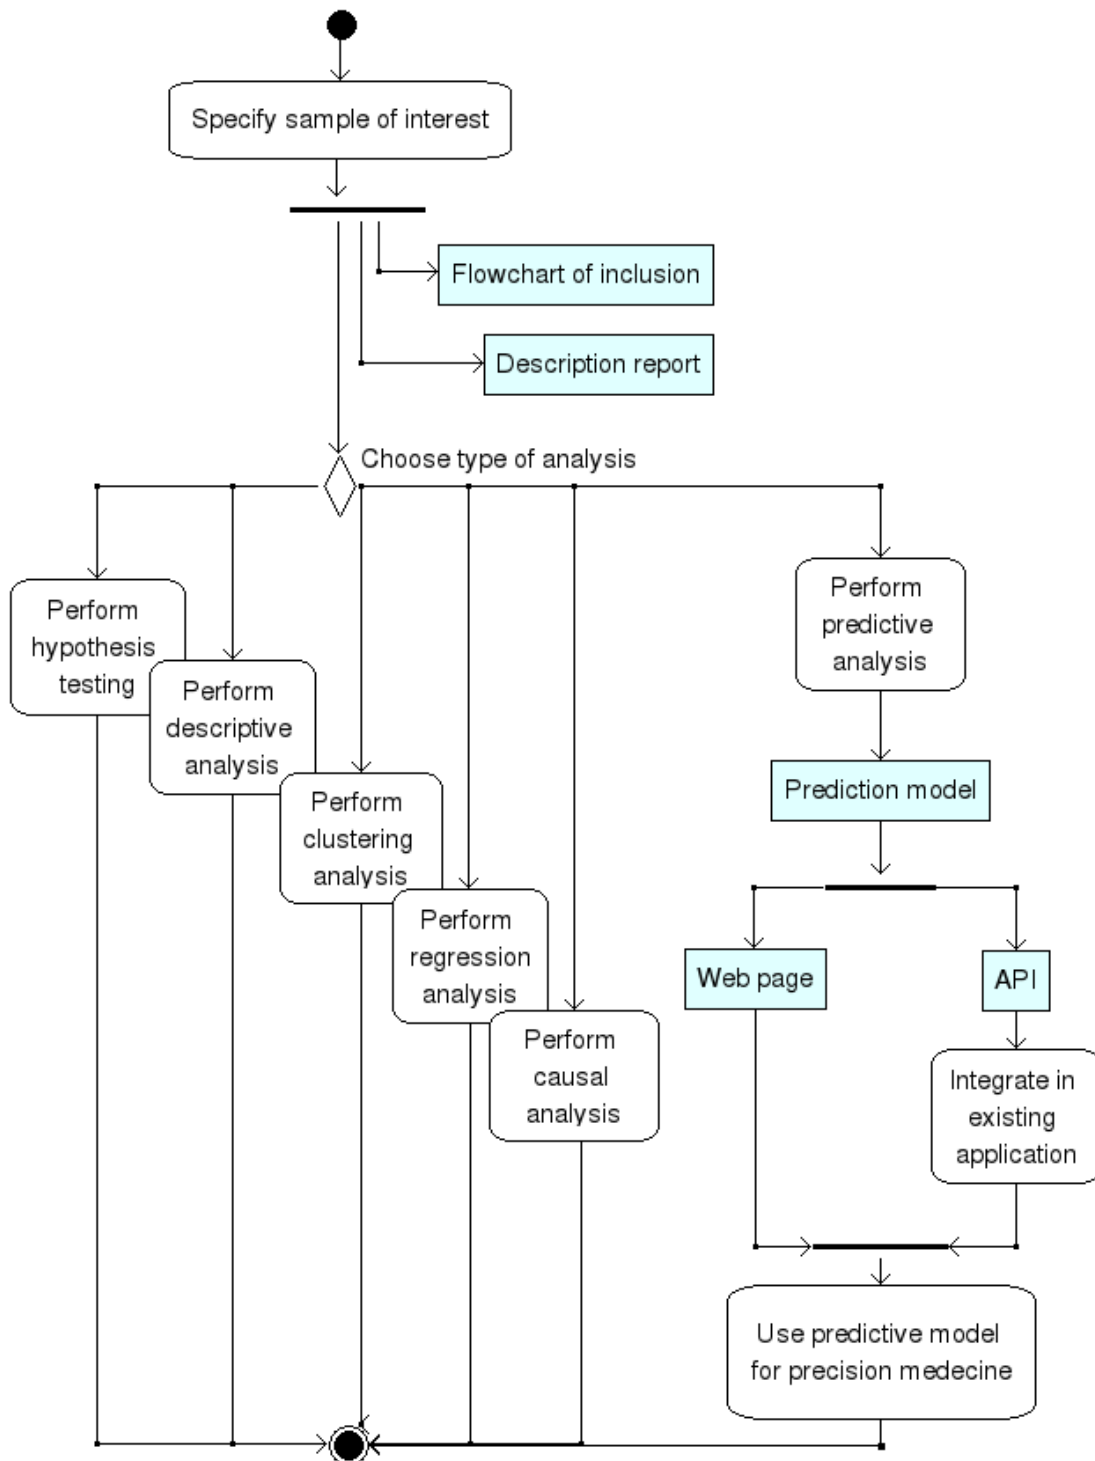 Specify sample of interest
Flowchart of inclusion
Description report
Choose type of analysis
Perform
hypothesis
testing
Perform
descriptive
analysis
Perform
clustering
analysis
Perform
regression
analysis
Perform
causal
analysis
Perform
predictive
analysis
Prediction model
Web page
API
Integrate in
existing
application
Use predictive model
for precision medecine